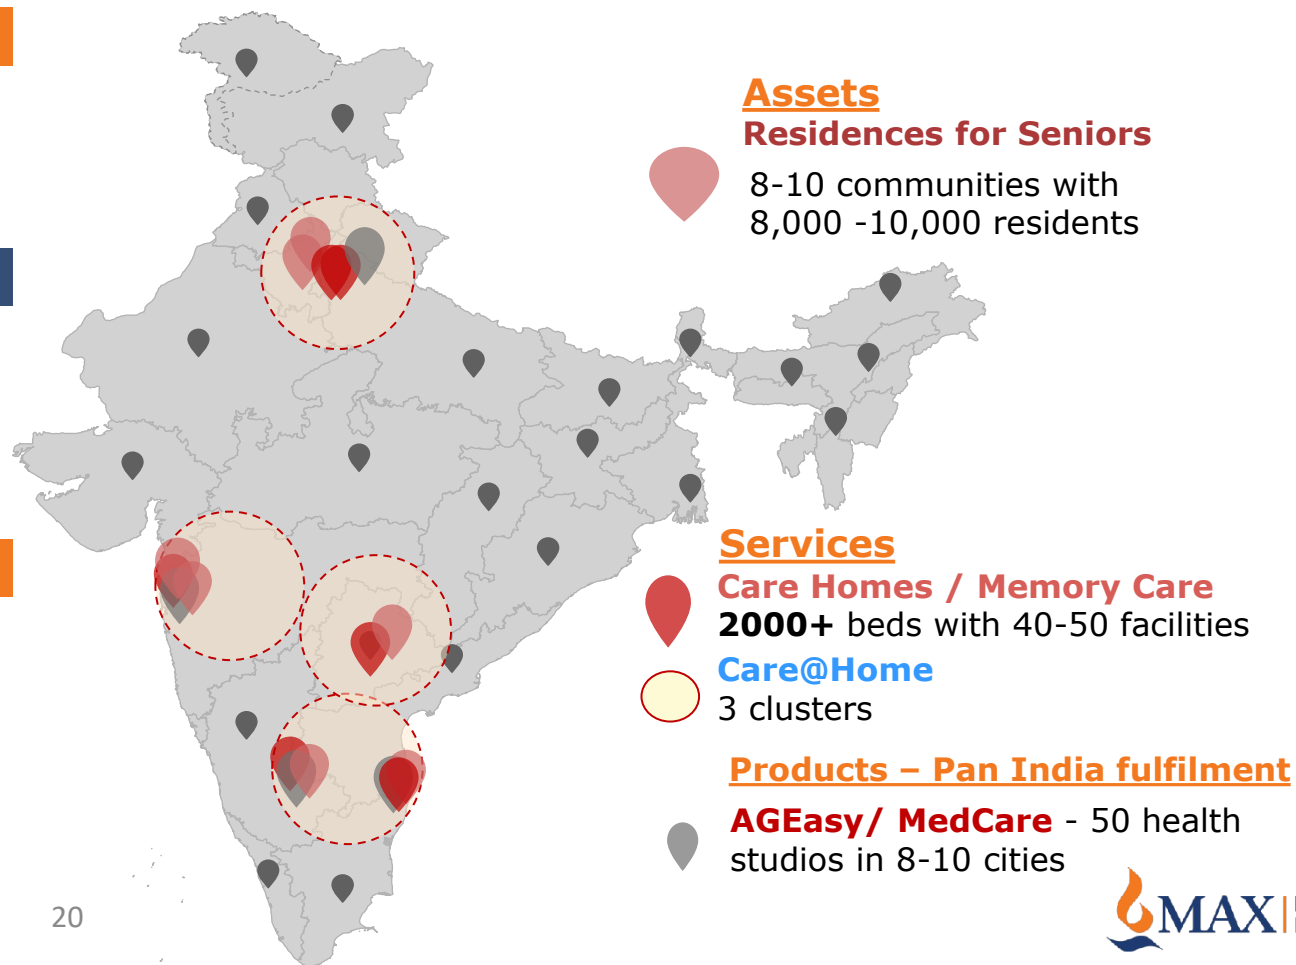 Assets
Residences for Seniors
8-10 communities with
8,000 -10,000 residents
Services
Care Homes / Memory Care
2000+ beds with 40-50 facilities
Care@Home
3 clusters
Products – Pan India fulfilment
AGEasy/ MedCare - 50 health
studios in 8-10 cities
20
MAX